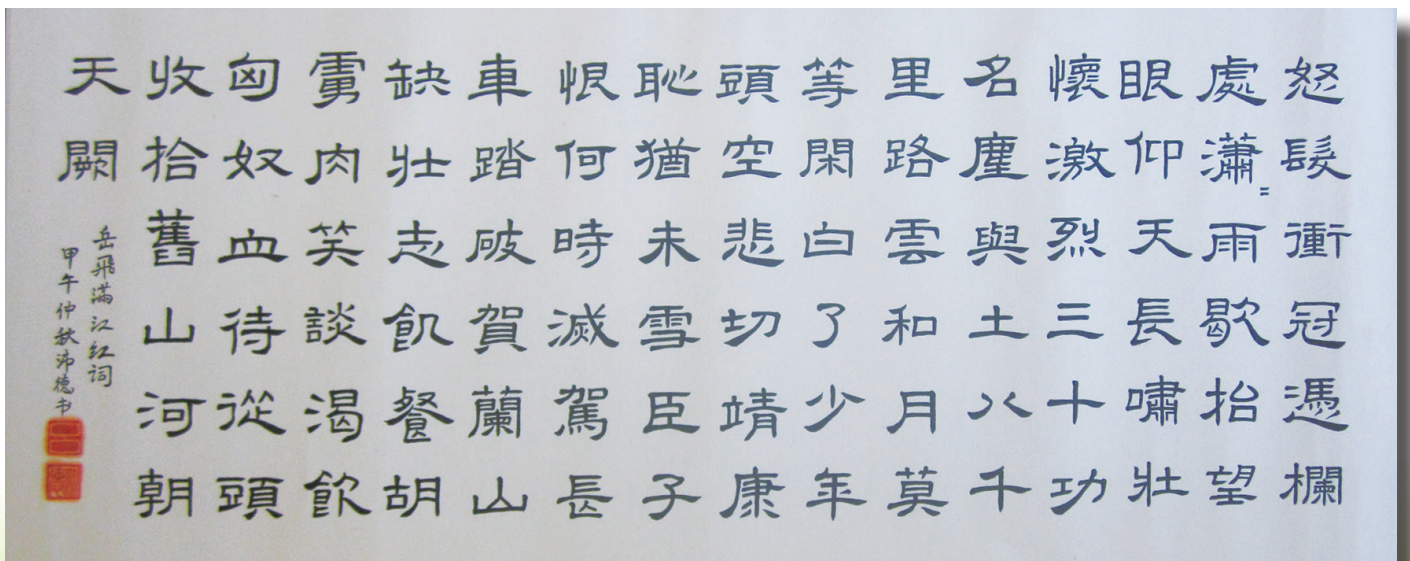 怒髮衝冠憑欄
處瀟〻雨歇抬望
眼仰天長嘯壯
懷激烈三十功
名塵與土八千
里路雲和月莫
等閑白了少年
頭空悲切靖康
恥猶未雪臣子
恨何時滅駕長
車踏破賀蘭山
缺壯志飢餐胡
虜肉笑談渴飲
匈奴血待從頭
收拾舊山河朝
天闕
岳飛满江红词
甲午仲秋沛德书